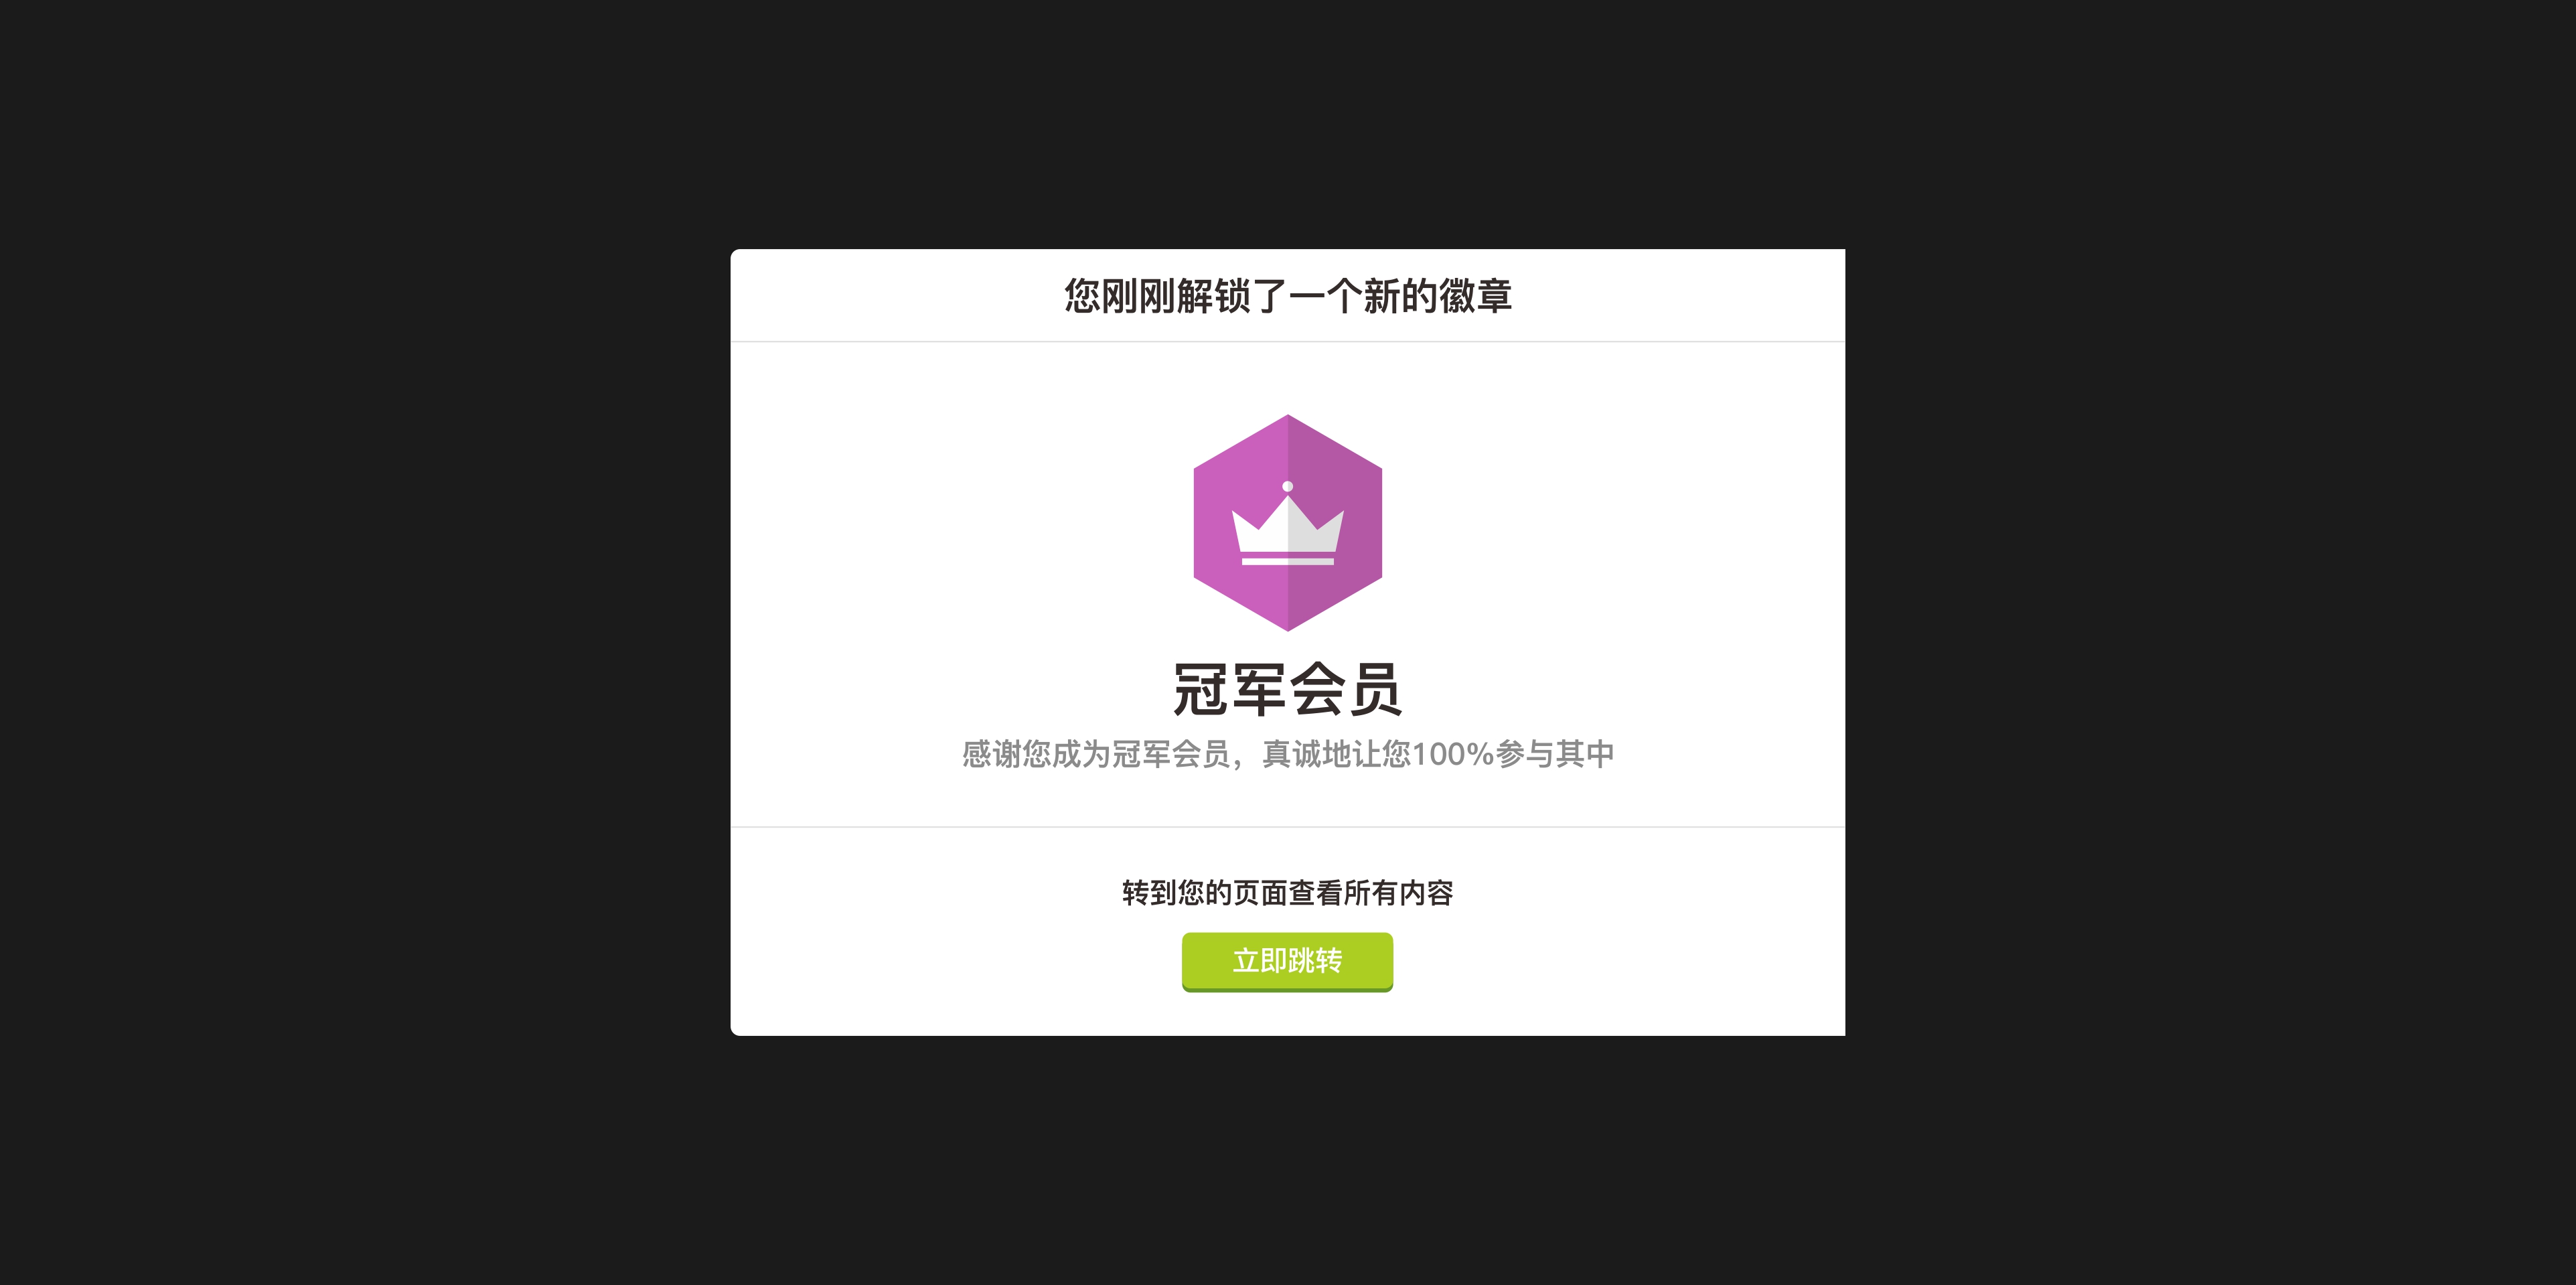 您刚刚解锁了一个新的徽章
冠军会员
感谢您成为冠军会员，真诚地让您100%参与其中
转到您的页面查看所有内容
立即跳转